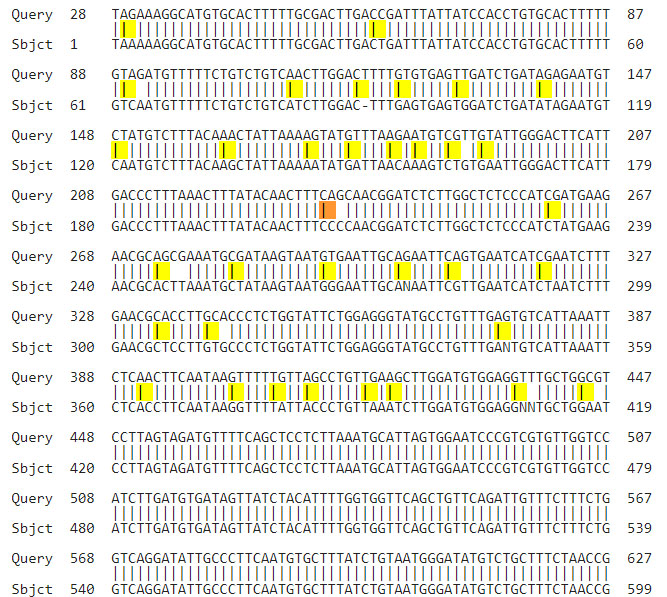 Query 28 TAGAAAGGCATGTGCACTTTTTGCGACTTGACCGATTTATTATCCACCTGTGCACTTTTT 87
Sbjct 1 TAAAAAGGCATGTGCACTTTTTGCGACTTGACTGATTTATTATCCACCTGTGCACTTTTT 60
Query 88 GTAGATGTTTTTCTGTCTGTCAACTTGGACTTTTGTGTGAGTTGATCTGATAGAGAATGT 147
Sbjct 61 GTCAATGTTTTTCTGTCTGTCATCTTGGAC-TTTGAGTGAGTGGATCTGATATAGAATGT 119
Query 148 CTATGTCTTTACAAACTATTAAAAGTATGTTTAAGAATGTCGTTGTATTGGGACTTCATT 207
Sbjct 120 CAATGTCTTTACAAGCTATTAAAAATATGATTAACAAAGTCTGTGAATTGGGACTTCATT 179
Query 208 GACCCTTTAAACTTTATACAACTTTCAGCAACGGATCTCTTGGCTCTCCCATCGATGAAG 267
Sbjct 180 GACCCTTTAAACTTTATACAACTTTCCCCAACGGATCTCTTGGCTCTCCCATCTATGAAG 239
Query 268 AACGCAGCGAAATGCGATAAGTAATGTGAATTGCAGAATTCAGTGAATCATCGAATCTTT 327
Sbjct 240 AACGCACTTAAATGCTATAAGTAATGGGAATTGCANAATTCGTTGAATCATCTAATCTTT 299
Query 328 GAACGCACCTTGCACCCTCTGGTATTCTGGAGGGTATGCCTGTTTGAGTGTCATTAAATT 387
Sbjct 300 GAACGCTCCTTGTGCCCTCTGGTATTCTGGAGGGTATGCCTGTTTGANTGTCATTAAATT 359
Query 388 CTCAACTTCAATAAGTTTTTGTTAGCCTGTTGAAGCTTGGATGTGGAGGTTTGCTGGCGT 447
Sbjct 360 CTCACCTTCAATAAGGTTTTATTACCCTGTTAAATCTTGGATGTGGAGGNNTGCTGGAAT 419
Query 448 CCTTAGTAGATGTTTTCAGCTCCTCTTAAATGCATTAGTGGAATCCCGTCGTGTTGGTCC 507
Sbjct 420 CCTTAGTAGATGTTTTCAGCTCCTCTTAAATGCATTAGTGGAATCCCGTCGTGTTGGTCC 479
Query 508 ATCTTGATGTGATAGTTATCTACATTTTGGTGGTTCAGCTGTTCAGATTGTTTCTTTCTG 567
Sbjct 480 ATCTTGATGTGATAGTTATCTACATTTTGGTGGTTCAGCTGTTCAGATTGTTTCTTTCTG 539
Query 568 GTCAGGATATTGCCCTTCAATGTGCTTTATCTGTAATGGGATATGTCTGCTTTCTAACCG 627
Sbjct 540 GTCAGGATATTGCCCTTCAATGTGCTTTATCTGTAATGGGATATGTCTGCTTTCTAACCG 599